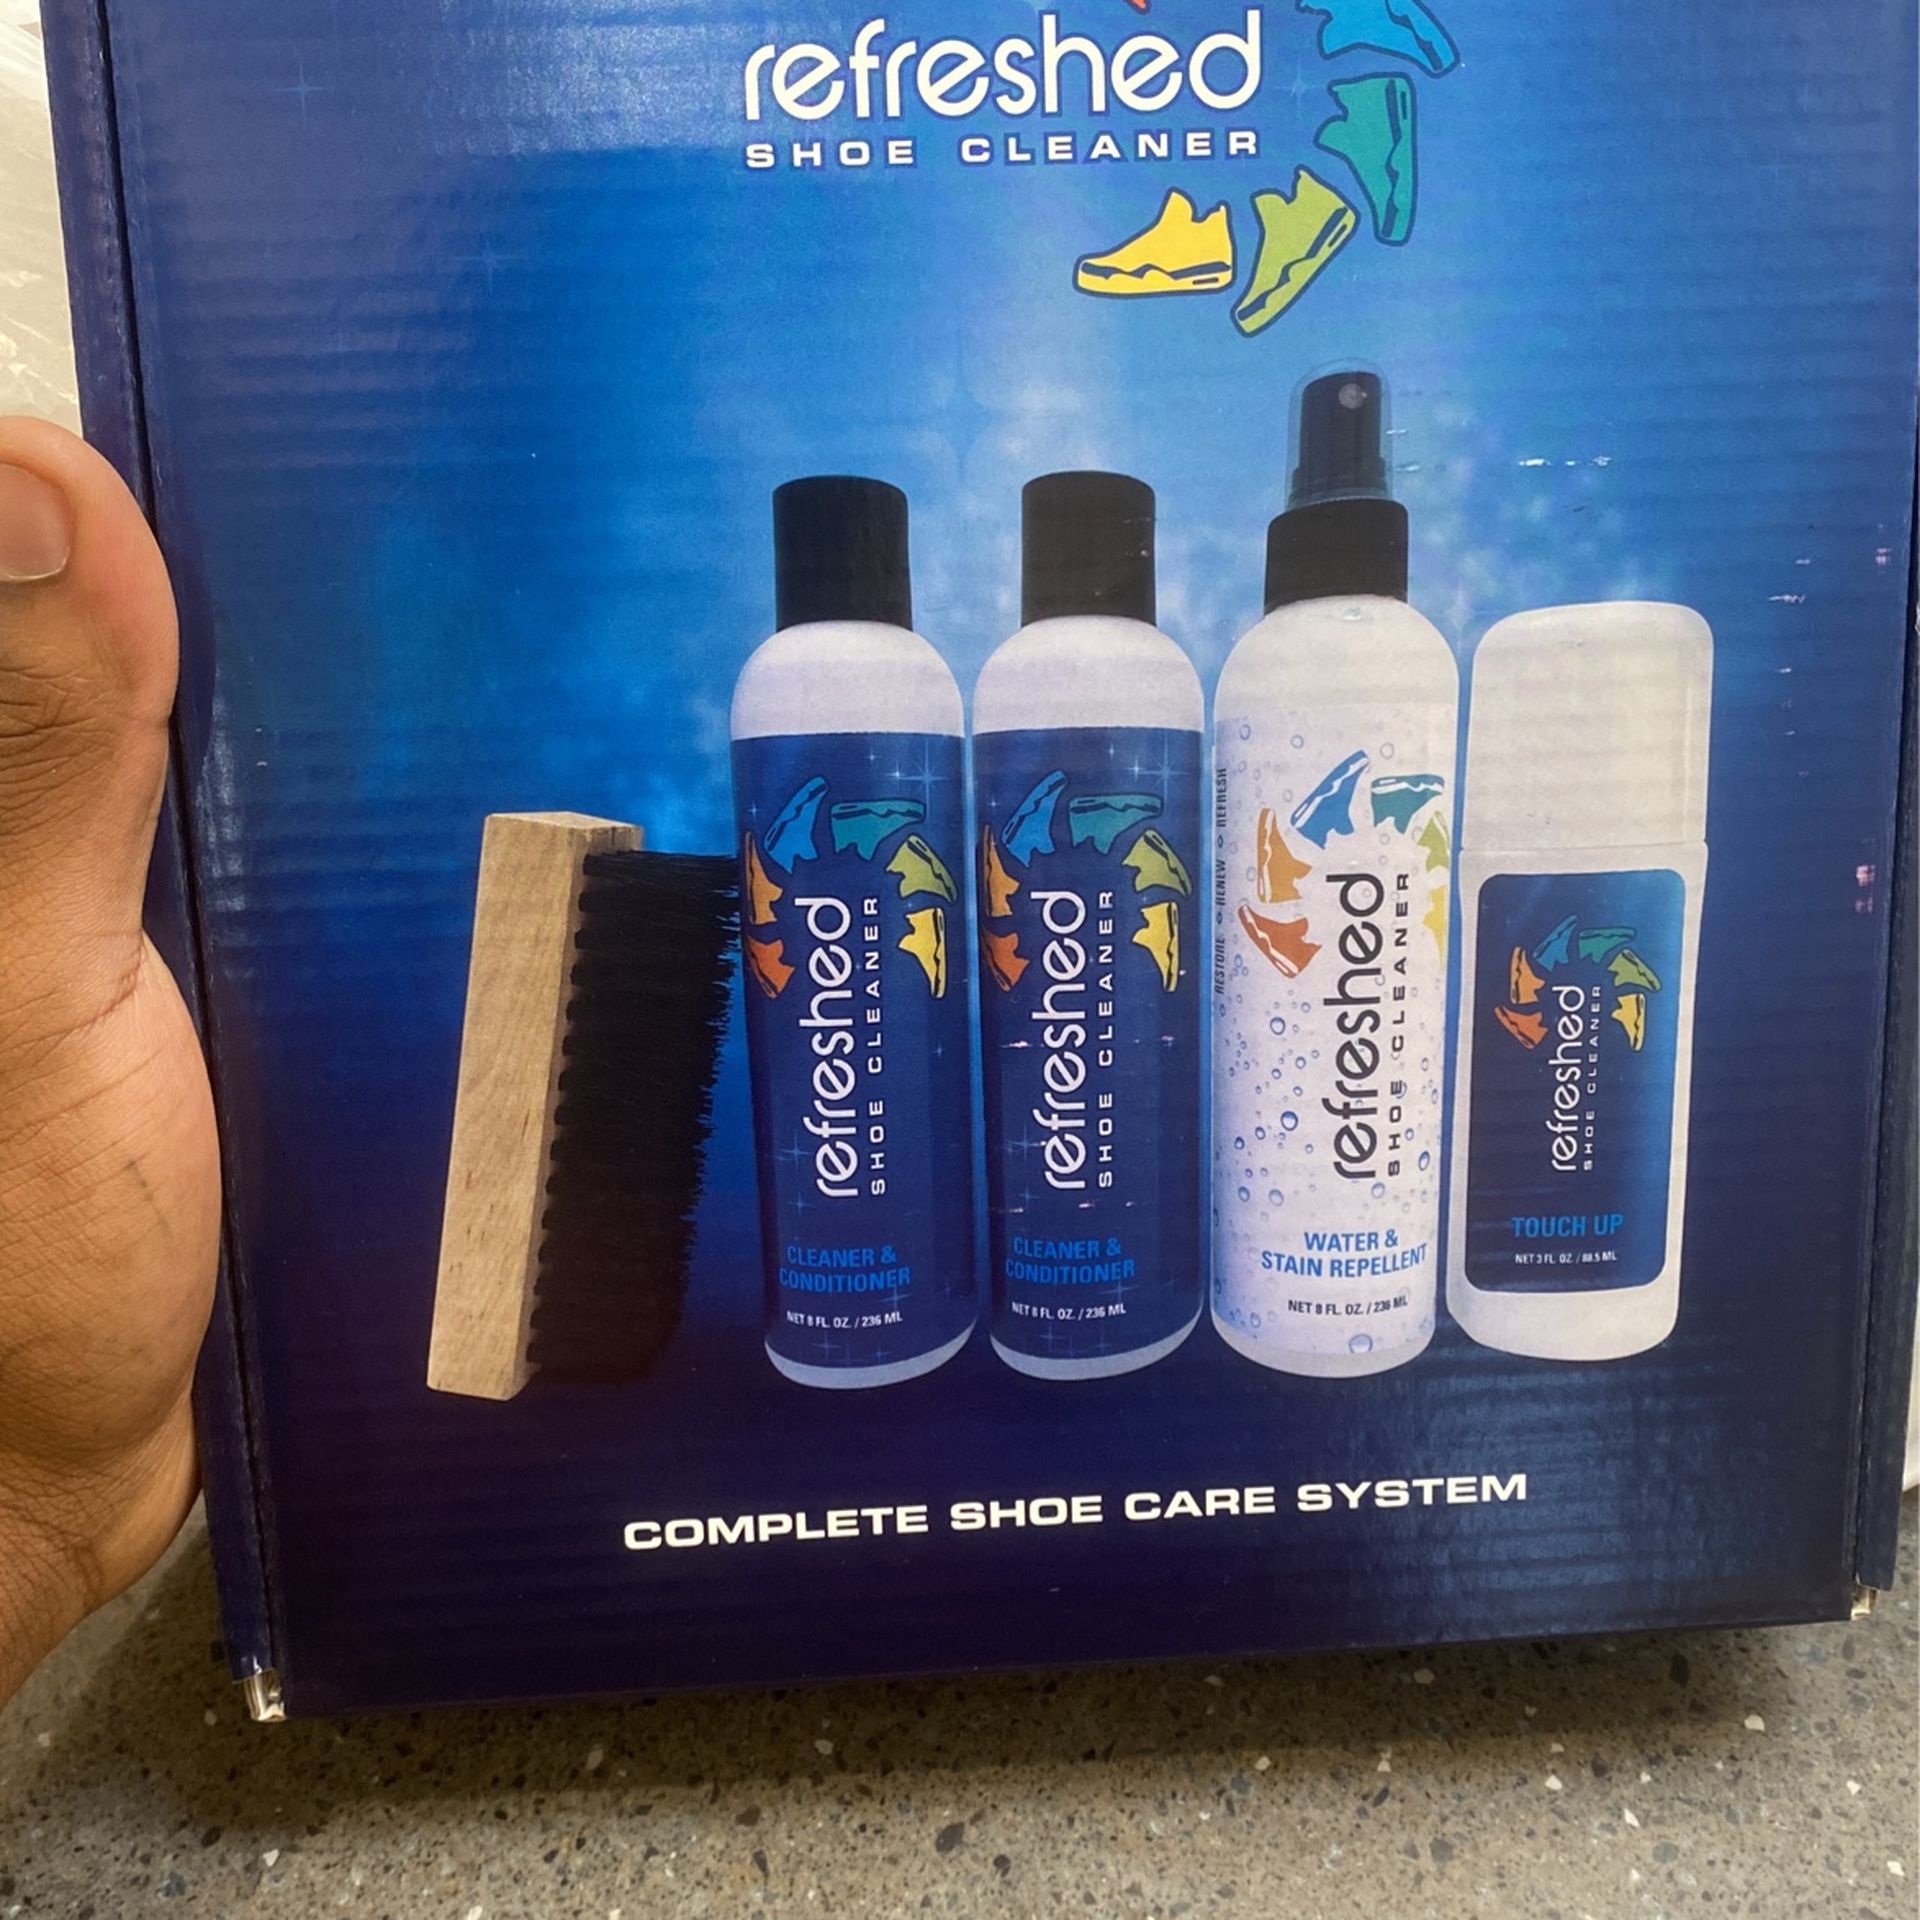 refreshed
SHOE CLEANER
refreshed
SHOE CLEANER
CLEANER &
CONDITIONER
NET 8 FL. OZ. / 236 ML
refreshed
SHOE CLEANER
CLEANER &
CONDITIONER
NET 8 FL. OZ. / 236 ML
RESTORE ◇ RENEW ◇ REFRESH
refreshed
SHOE CLEANER
WATER &
STAIN REPELLENT
NET 8 FL. OZ. / 236 ML
refreshed
SHOE CLEANER
TOUCH UP
NET 3 FL. OZ. / 88.5 ML
COMPLETE SHOE CARE SYSTEM